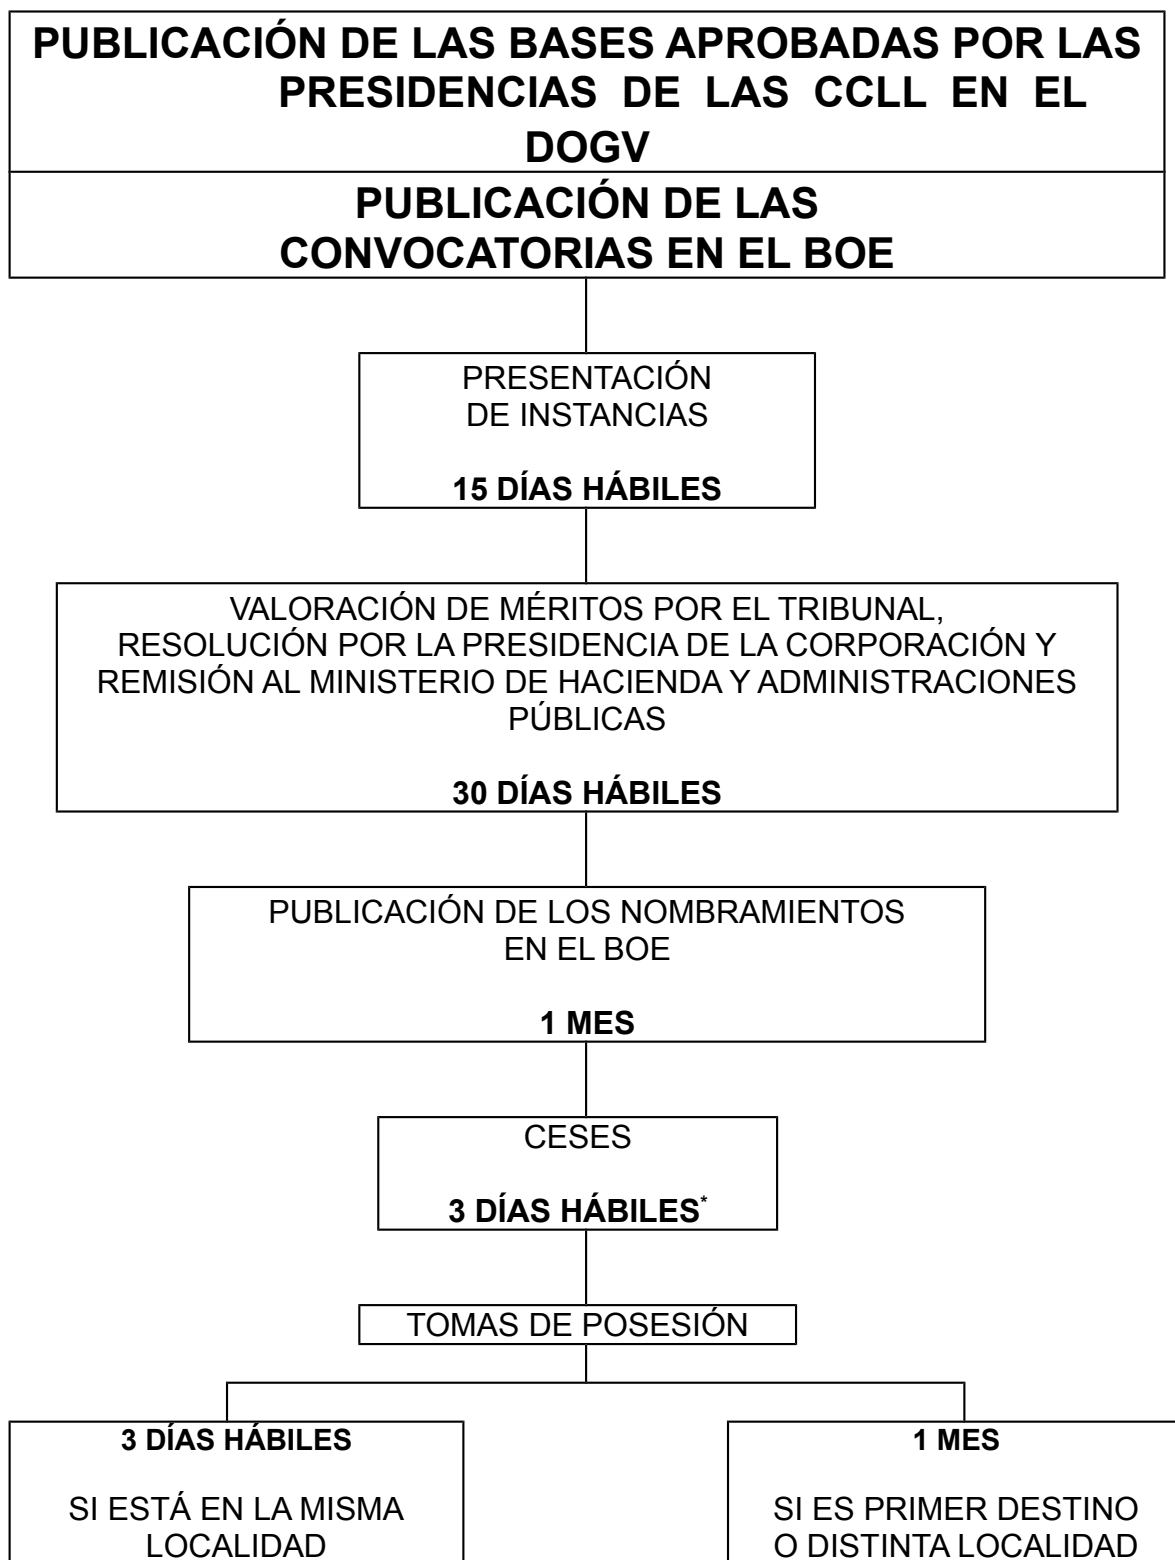 PUBLICACIÓN DE LAS BASES APROBADAS POR LAS
PRESIDENCIAS DE LAS CCLL EN EL
DOGV
PUBLICACIÓN DE LAS
CONVOCATORIAS EN EL BOE
PRESENTACIÓN
DE INSTANCIAS
15 DÍAS HÁBILES
VALORACIÓN DE MÉRITOS POR EL TRIBUNAL,
RESOLUCIÓN POR LA PRESIDENCIA DE LA CORPORACIÓN Y
REMISIÓN AL MINISTERIO DE HACIENDA Y ADMINISTRACIONES
PÚBLICAS
30 DÍAS HÁBILES
PUBLICACIÓN DE LOS NOMBRAMIENTOS
EN EL BOE
1 MES
CESES
3 DÍAS HÁBILES*
TOMAS DE POSESIÓN
3 DÍAS HÁBILES
SI ESTÁ EN LA MISMA
LOCALIDAD
1 MES
SI ES PRIMER DESTINO
O DISTINTA LOCALIDAD